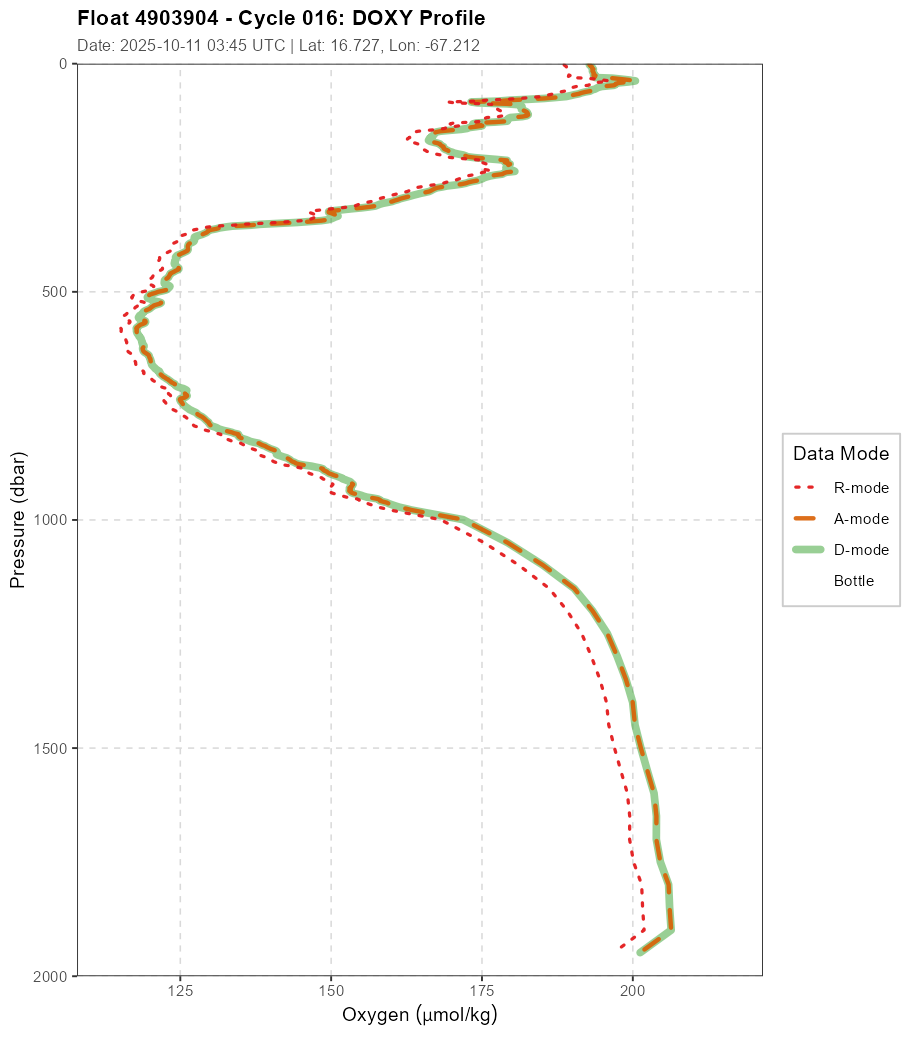 Float 4903904 - Cycle 016: DOXY Profile
Date: 2025-10-11 03:45 UTC | Lat: 16.727, Lon: -67.212
0
500
1000
1500
2000
Pressure (dbar)
125
150
175
200
Oxygen (μmol/kg)
Data Mode
R-mode
A-mode
D-mode
Bottle